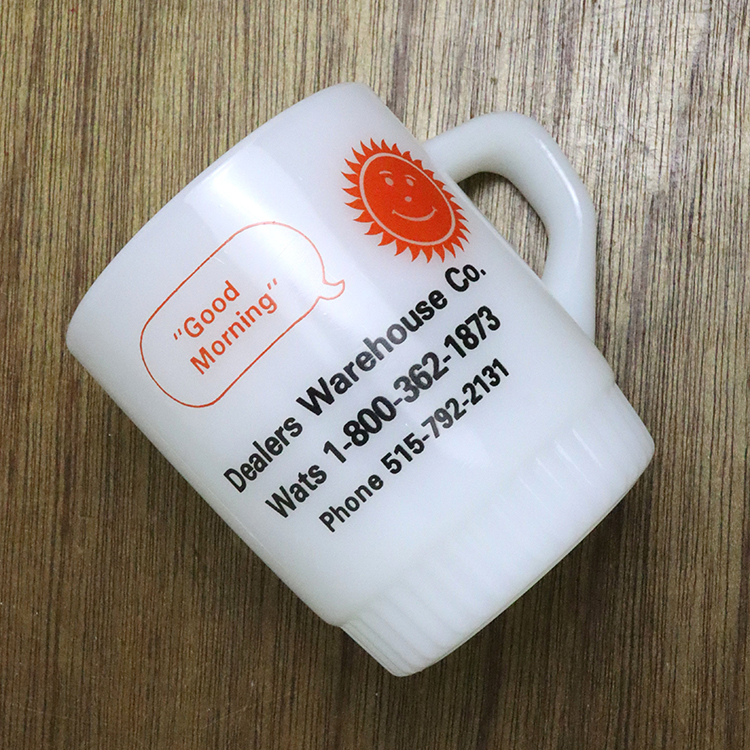 "Good
Morning"
Dealers Warehouse Co.
Wats 1-800-362-1873
Phone 515-792-2131